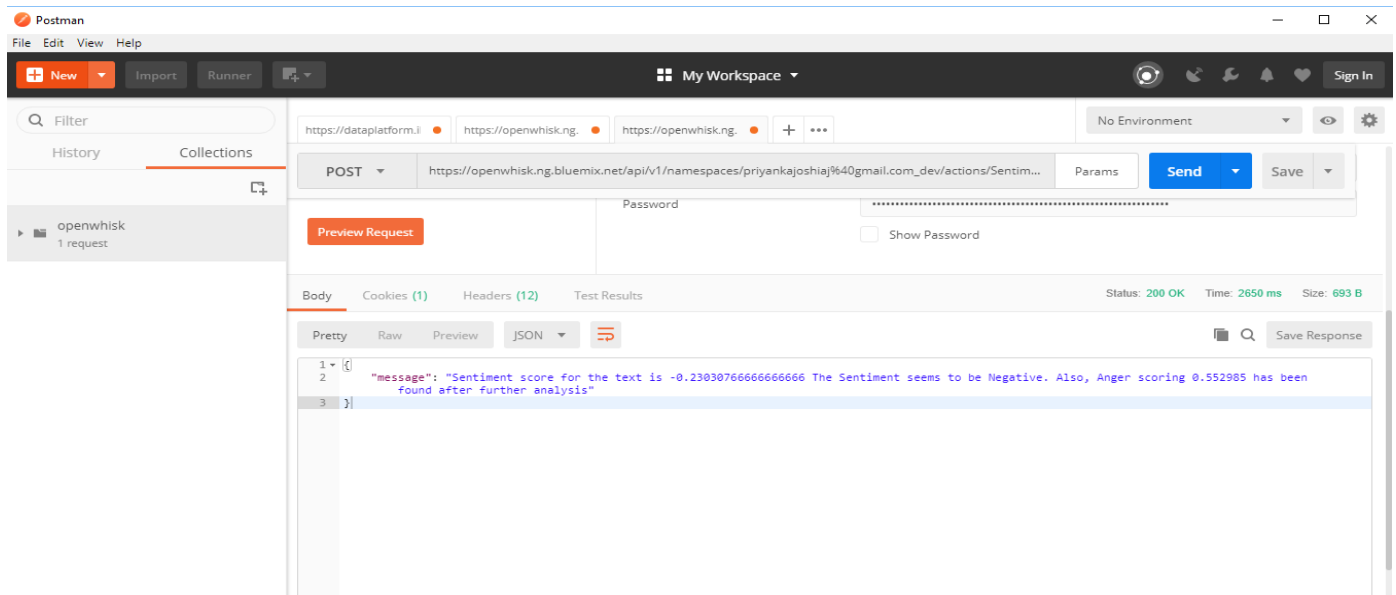 Postman
File Edit View Help
New Import Runner My Workspace Sign In
Filter
History Collections
openwhisk
1 request
https://dataplatform.i https://openwhisk.ng. https://openwhisk.ng. + •••
No Environment
POST https://openwhisk.ng.bluemix.net/api/v1/namespaces/priyankajoshiaj%40gmail.com_dev/actions/Sentim... Params Send Save
Password
Preview Request
Show Password
Body Cookies (1) Headers (12) Test Results Status: 200 OK Time: 2650 ms Size: 693 B
Pretty Raw Preview JSON Save Response
1 {
2 "message": "Sentiment score for the text is -0.23030766666666666 The Sentiment seems to be Negative. Also, Anger scoring 0.552985 has been
found after further analysis"
3 }